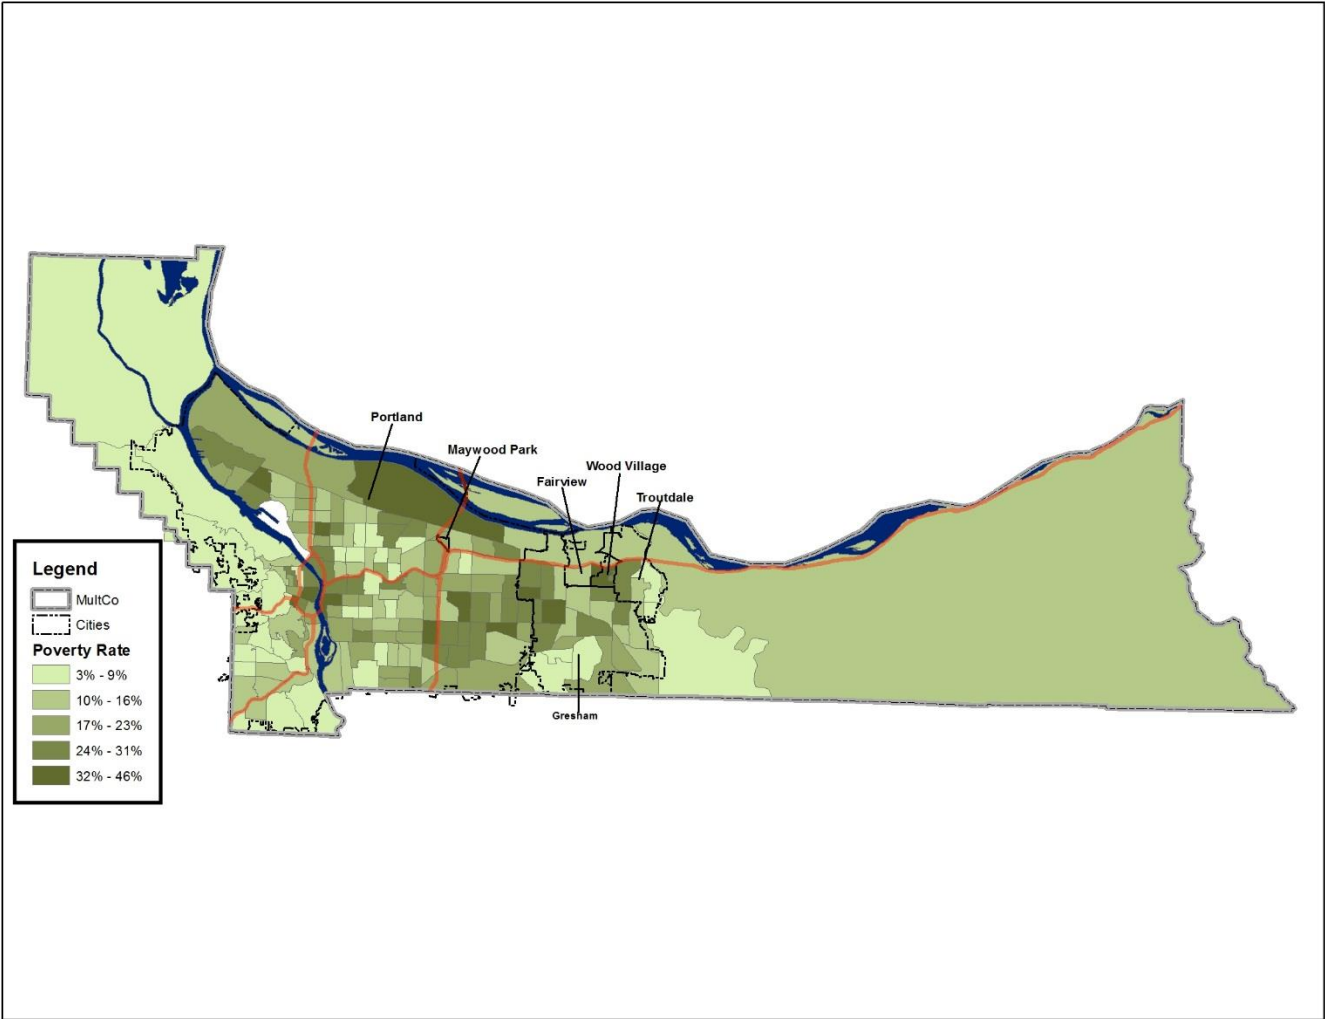 Portland
Maywood Park
Wood Village
Fairview
Troutdale
Gresham
Legend
MultCo
Cities
Poverty Rate
3% - 9%
10% - 16%
17% - 23%
24% - 31%
32% - 46%